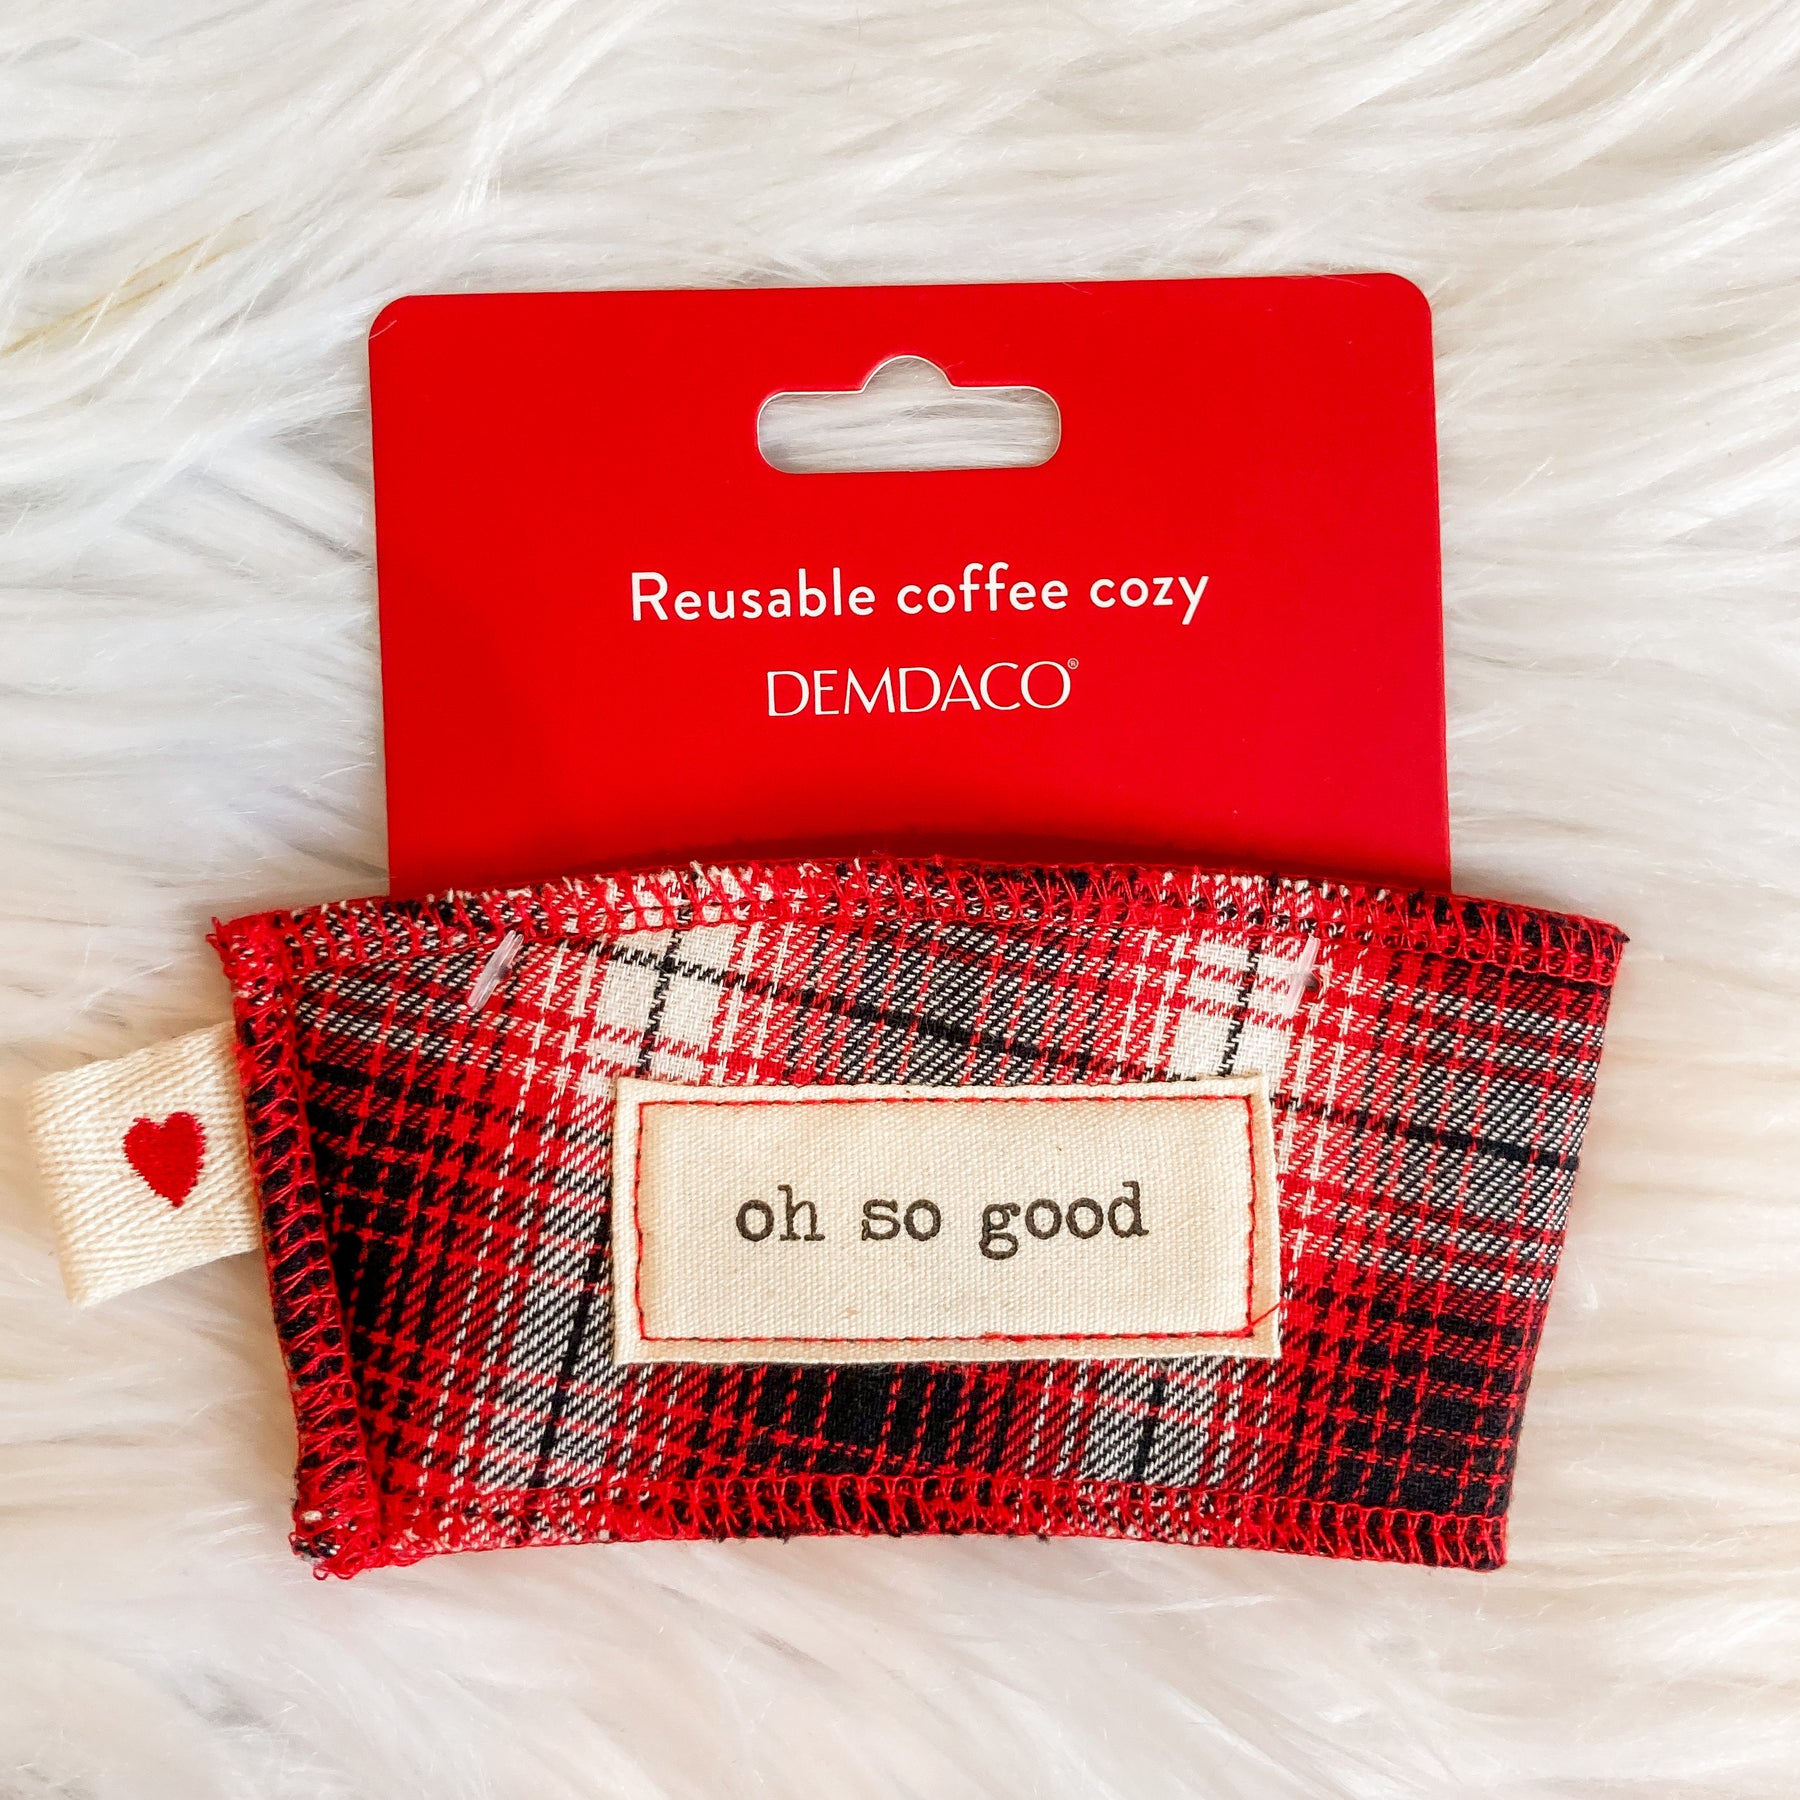 Reusable coffee cozy
DEMDACO®
oh so good